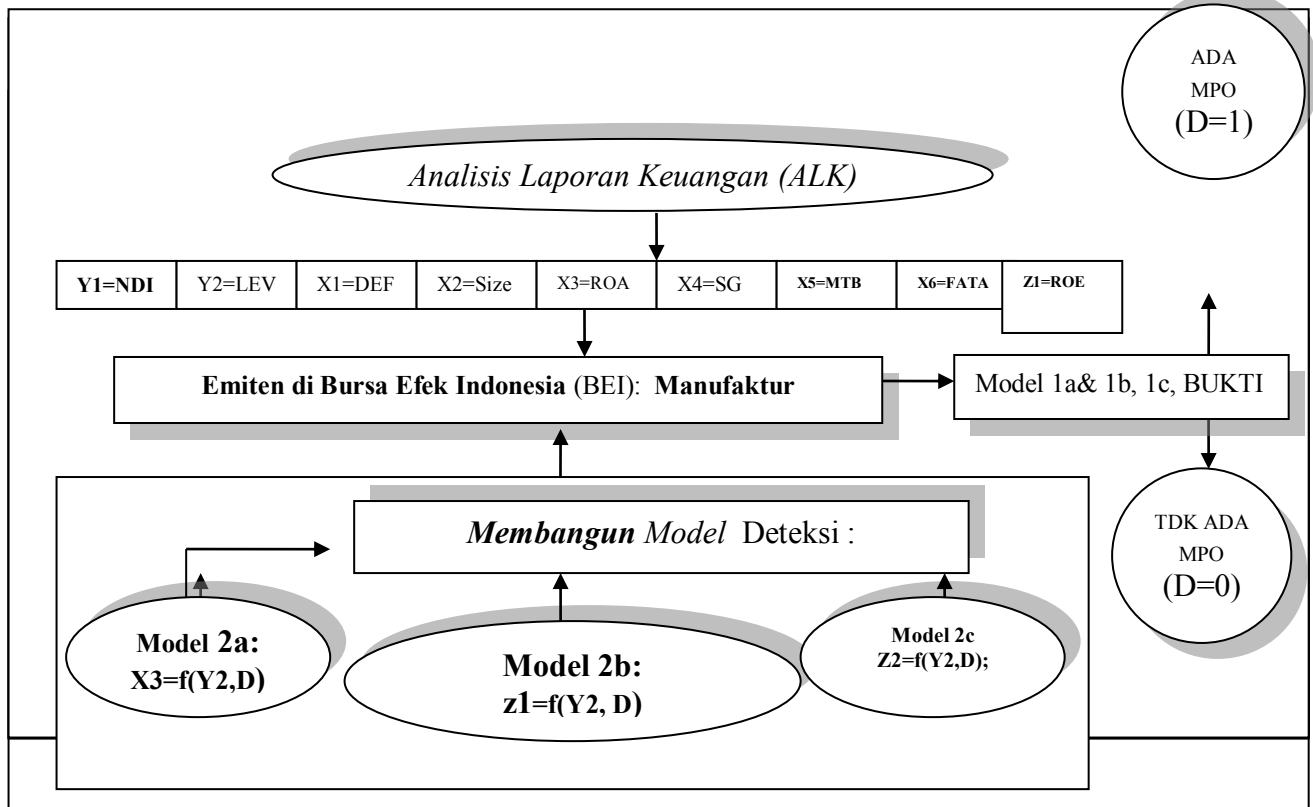 ADA
MPO
(D=1)
Analisis Laporan Keuangan (ALK)
Y1=NDI Y2=LEV X1=DEF X2=Size X3=ROA X4=SG X5=MTB X6=FATA Z1=ROE
Emiten di Bursa Efek Indonesia (BEI): Manufaktur
Model 1a& 1b, 1c, BUKTI
Membangun Model Deteksi :
TDK ADA
MPO
(D=0)
Model 2a:
X3=f(Y2,D)
Model 2b:
z1=f(Y2, D)
Model 2c
Z2=f(Y2,D);